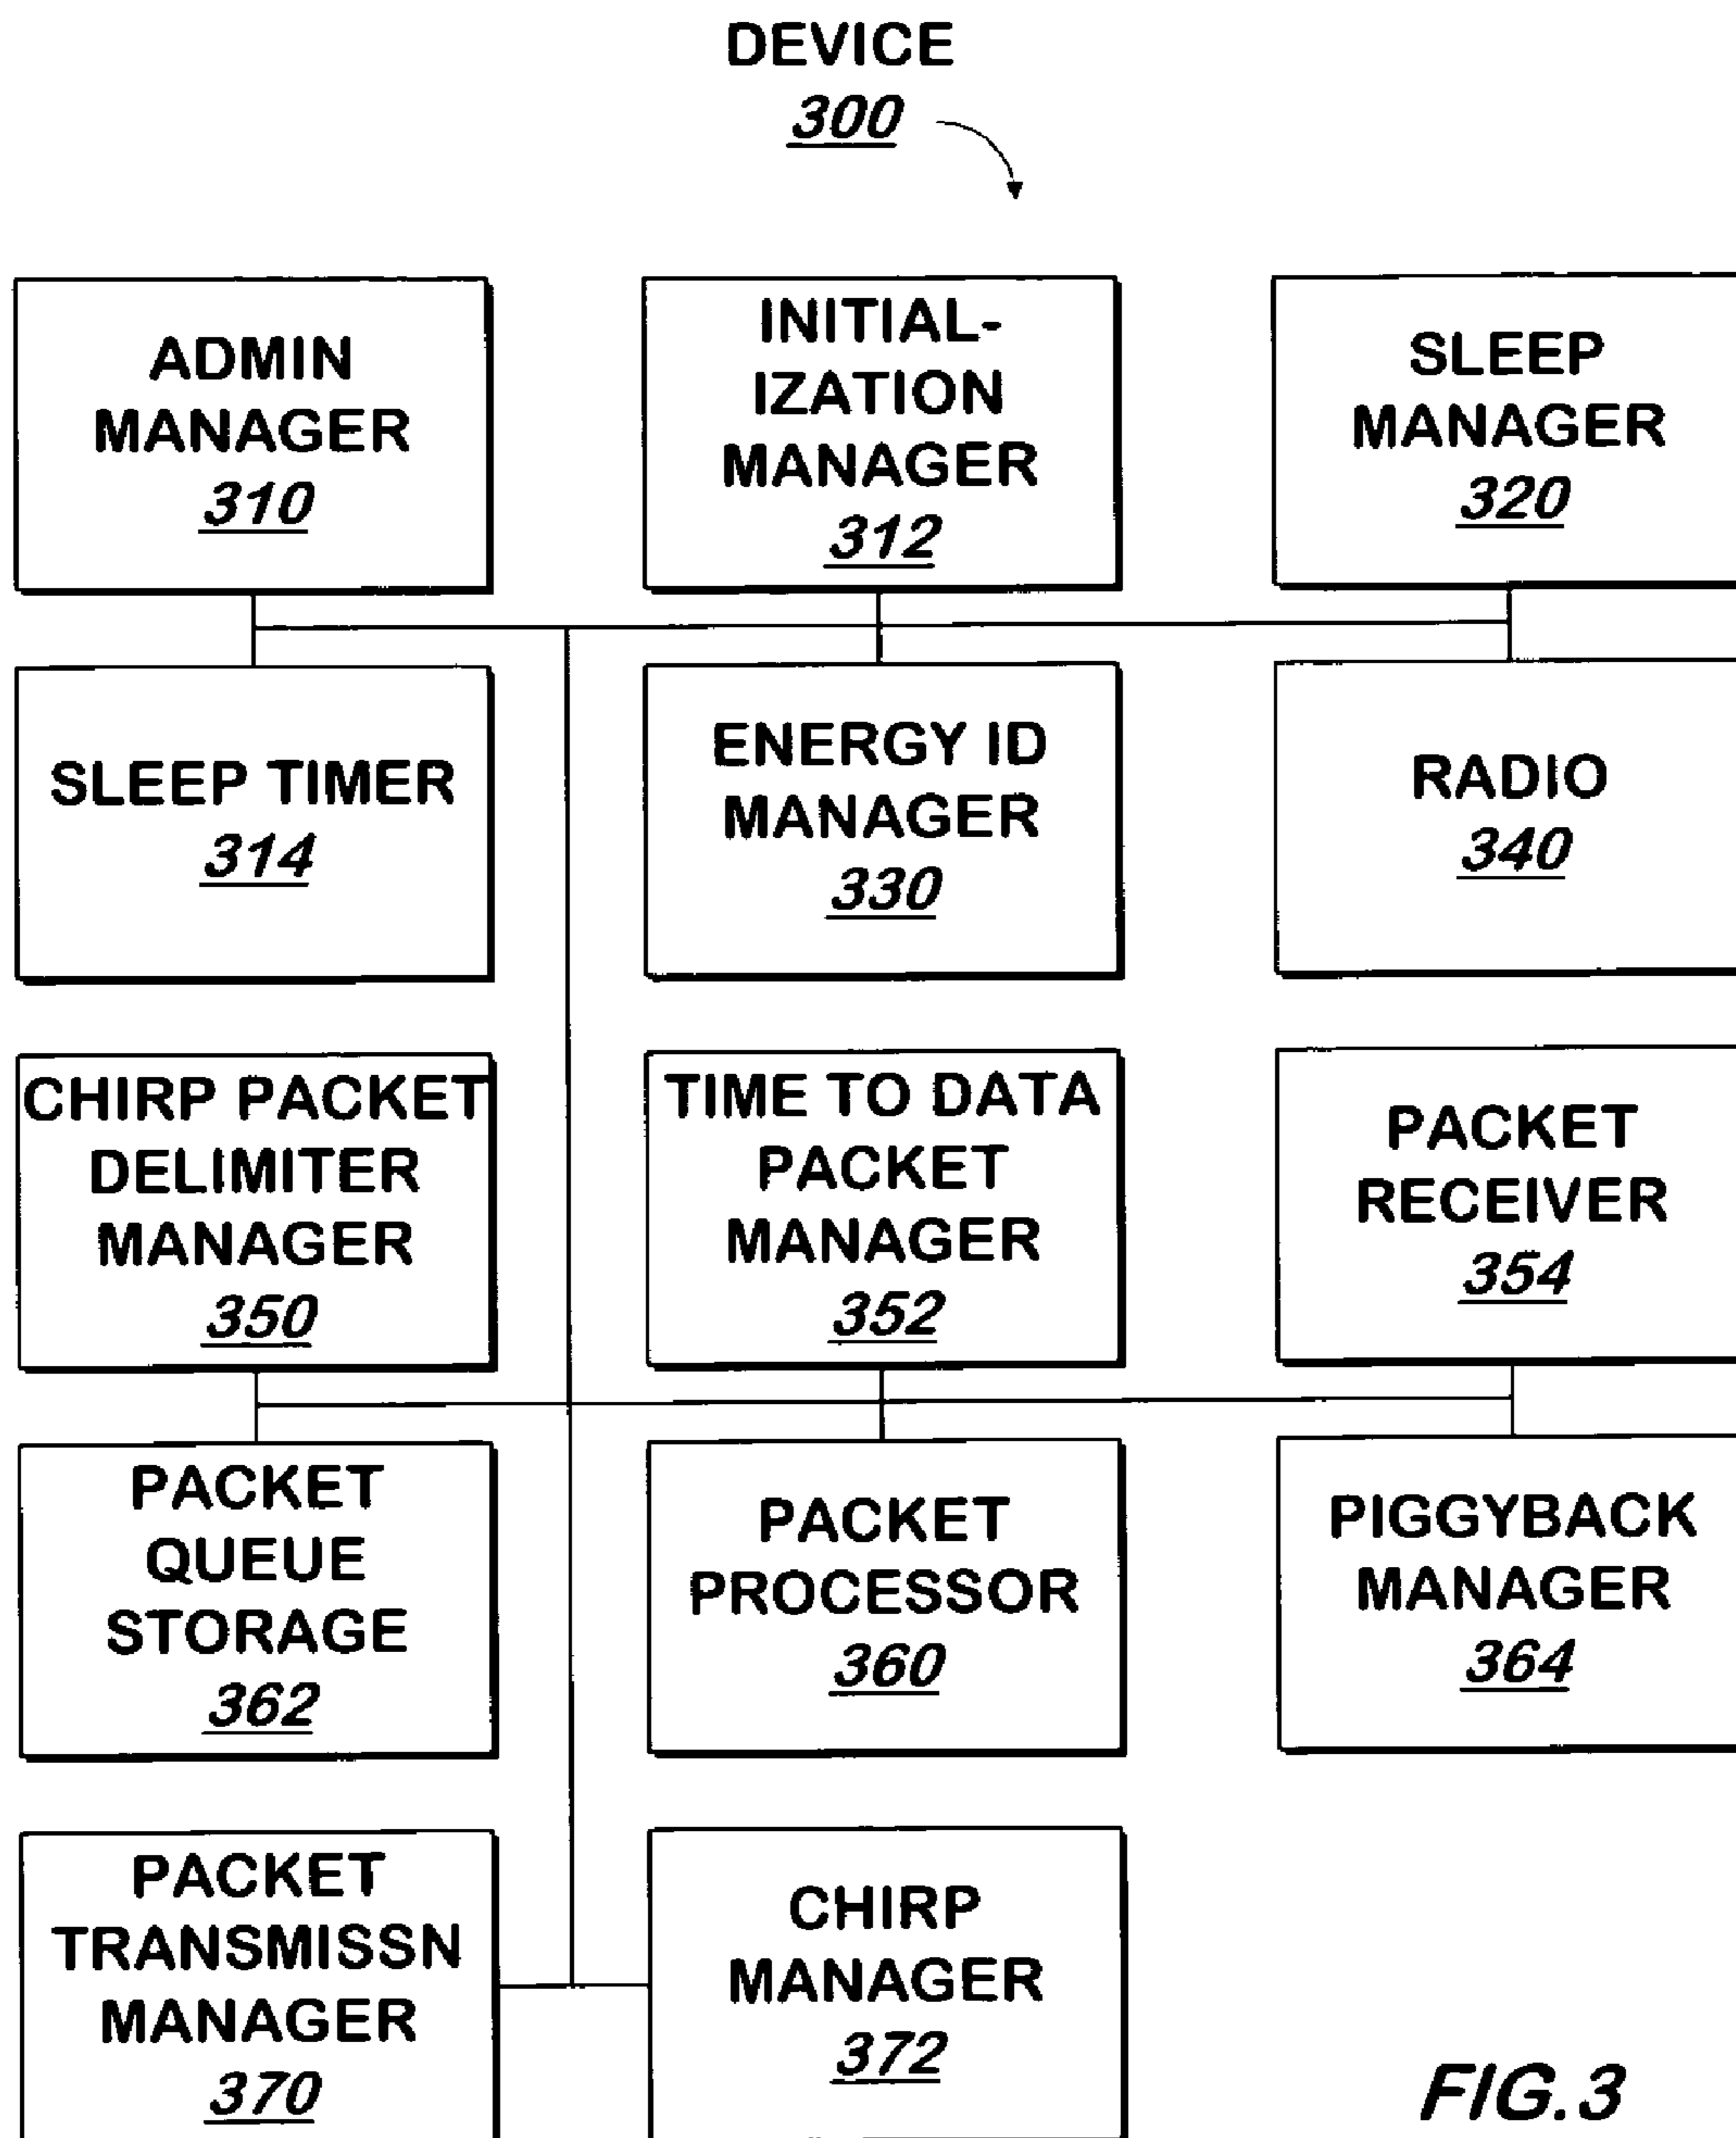 DEVICE
300
ADMIN
MANAGER
310
INITIAL-
IZATION
MANAGER
312
SLEEP
MANAGER
320
SLEEP TIMER
314
ENERGY ID
MANAGER
330
RADIO
340
CHIRP PACKET
DELIMITER
MANAGER
350
TIME TO DATA
PACKET
MANAGER
352
PACKET
RECEIVER
354
PACKET
QUEUE
STORAGE
362
PACKET
PROCESSOR
360
PIGGYBACK
MANAGER
364
PACKET
TRANSMISSN
MANAGER
370
CHIRP
MANAGER
372
FIG.3